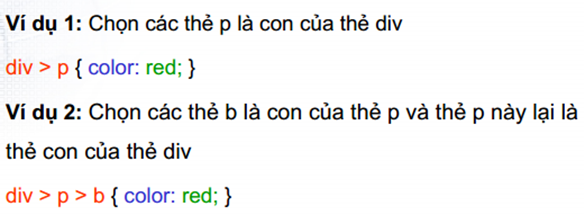 Ví dụ 1: Chọn các thẻ p là con của thẻ div
div > p { color: red; }
Ví dụ 2: Chọn các thẻ b là con của thẻ p và thẻ p này lại là
thẻ con của thẻ div
div > p > b { color: red; }